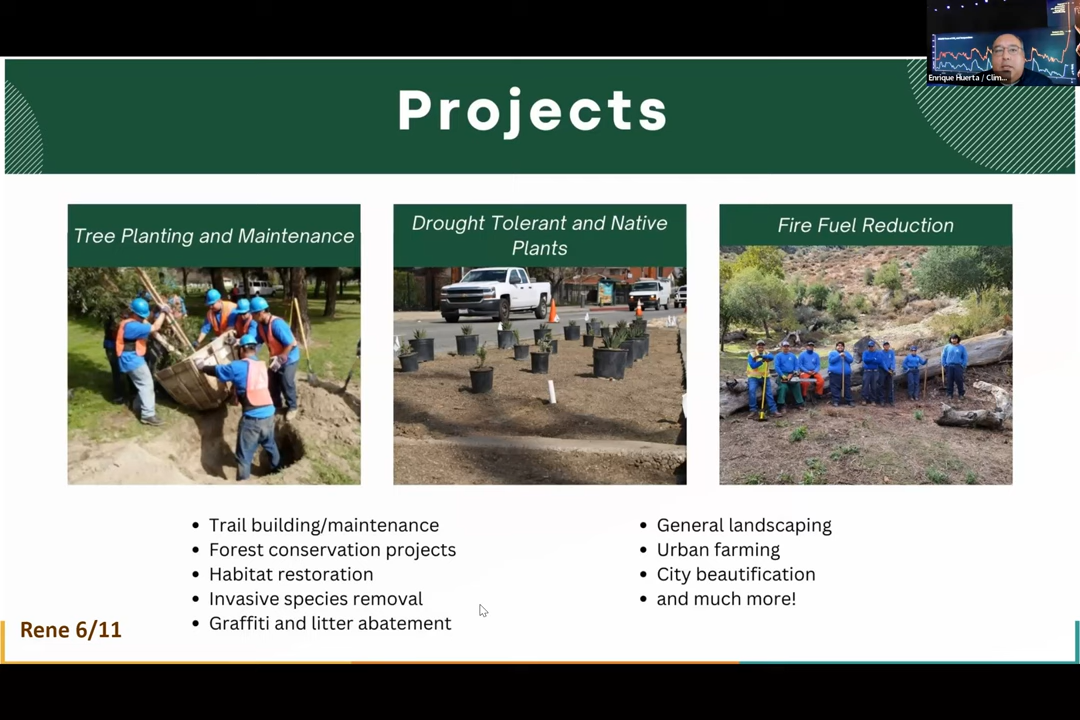 Enrique Huerta / Clim...
Projects
Tree Planting and Maintenance
Drought Tolerant and Native
Plants
Fire Fuel Reduction
• Trail building/maintenance
• Forest conservation projects
• Habitat restoration
• Invasive species removal
• Graffiti and litter abatement
• General landscaping
• Urban farming
• City beautification
• and much more!
Rene 6/11